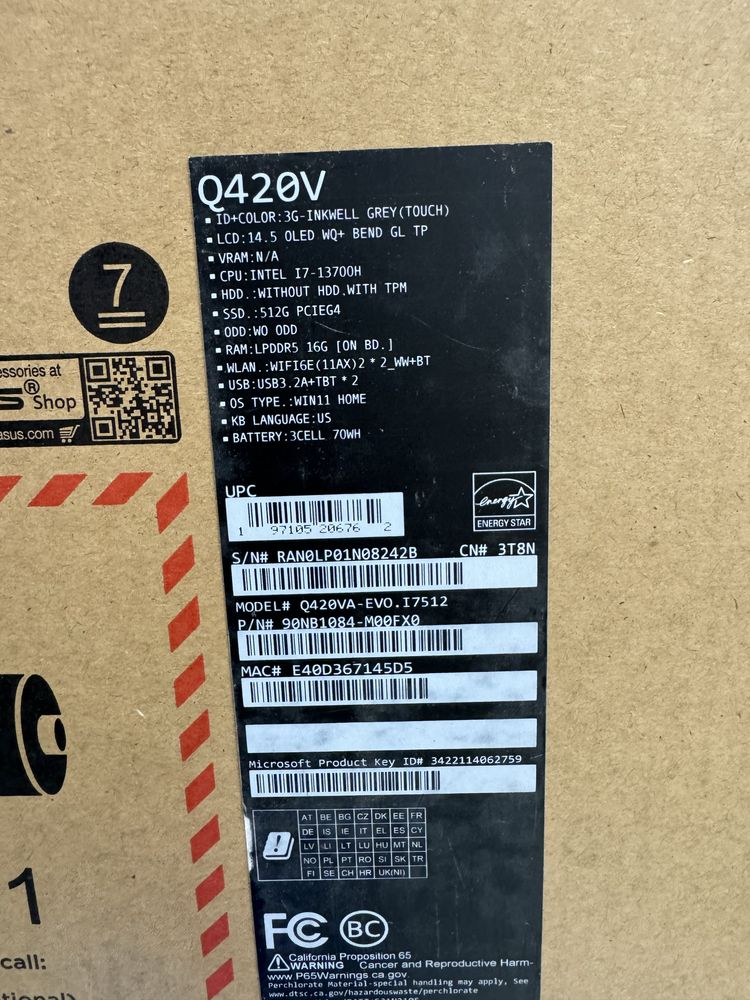 Q420V
▪ ID+COLOR:3G-INKWELL GREY(TOUCH)
▪ LCD:14.5 OLED WQ+ BEND GL TP
▪ VRAM:N/A
▪ CPU:INTEL I7-13700H
▪ HDD.:WITHOUT HDD,WITH TPM
▪ SSD.:512G PCIEG4
▪ ODD:WO ODD
▪ RAM:LPDDR5 16G [ON BD.]
▪ WLAN.:WIFI6E(11AX)2*2_WW+BT
▪ USB:USB3.2A+TBT*2
▪ OS TYPE.:WIN11 HOME
▪ KB LANGUAGE:US
▪ BATTERY:3CELL 70WH
7
essories at
S® Shop
asus.com
UPC
1 97105 20676 2
energy
ENERGY STAR
S/N# RAN0LP01N08242B CN# 3T8N
MODEL# Q420VA-EVO.I7512
P/N# 90NB1084-M00FX0
MAC# E40D367145D5
Microsoft Product Key ID# 3422114062759
AT BE BG CZ DK EE FR
DE IS IE IT EL ES CY
LV LI LT LU HU MT NL
NO PL PT RO SI SK TR
FI SE CH HR UK(NI)
1
call:
FC BC
California Proposition 65
WARNING Cancer and Reproductive Harm-
www.P65Warnings.ca.gov
Perchlorate Material-special handling may apply, See
www.dtsc.ca.gov/hazardouswaste/perchlorate